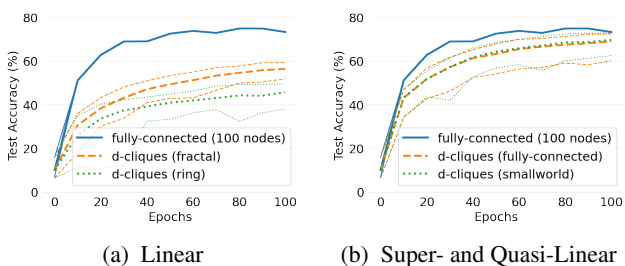 80
60
40
20
0
Test Accuracy (%)
fully-connected (100 nodes)
d-cliques (fractal)
d-cliques (ring)
0 20 40 60 80 100
Epochs
(a) Linear
80
60
40
20
0
Test Accuracy (%)
fully-connected (100 nodes)
d-cliques (fully-connected)
d-cliques (smallworld)
0 20 40 60 80 100
Epochs
(b) Super- and Quasi-Linear